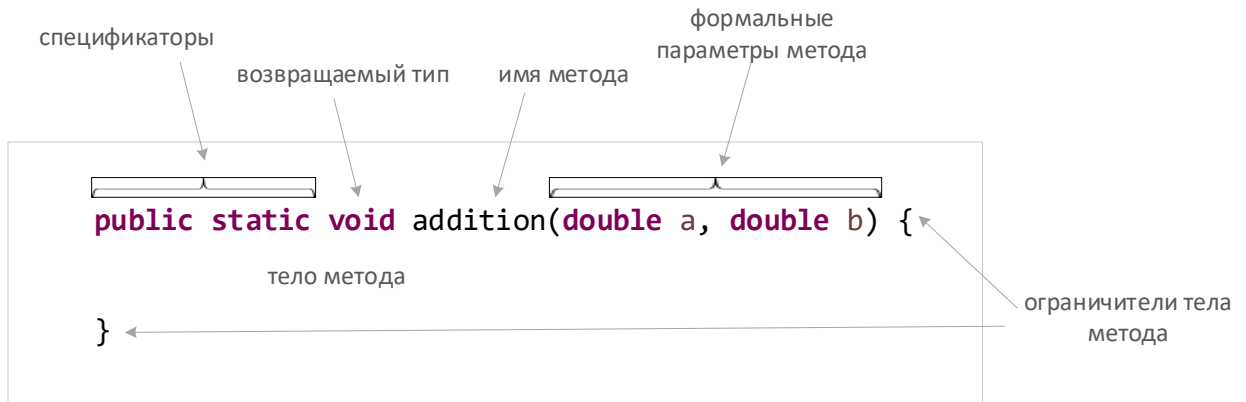 формальные
параметры метода
спецификаторы
возвращаемый тип
имя метода
public static void addition(double a, double b) {
тело метода
}
ограничители тела
метода